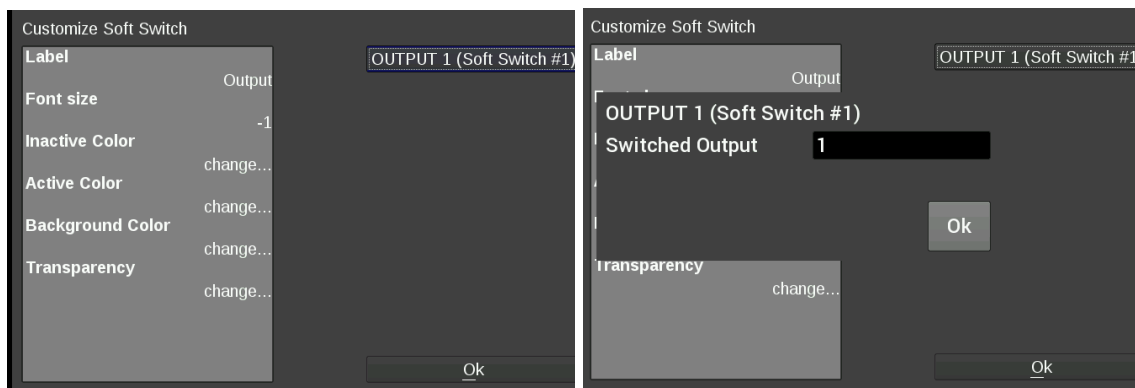 Customize Soft Switch
Label
OUTPUT 1 (Soft Switch #1)
Output
Font size
-1
Inactive Color
change...
Active Color
change...
Background Color
change...
Transparency
change...
Ok
Customize Soft Switch
Label
OUTPUT 1 (Soft Switch #1
Output
OUTPUT 1 (Soft Switch #1)
Switched Output 1
Ok
Transparency
change...
Ok